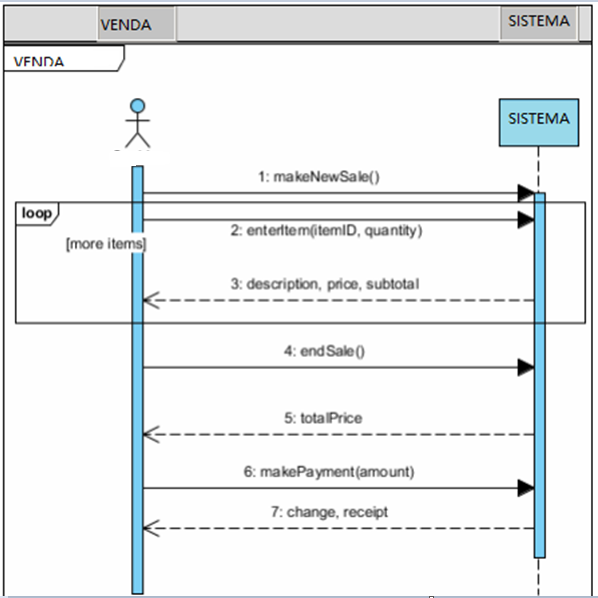 VENDA
SISTEMA
VENDA
SISTEMA
1: makeNewSale()
loop
2: enterItem(itemID, quantity)
[more items]
3: description, price, subtotal
4: endSale()
5: totalPrice
6: makePayment(amount)
7: change, receipt